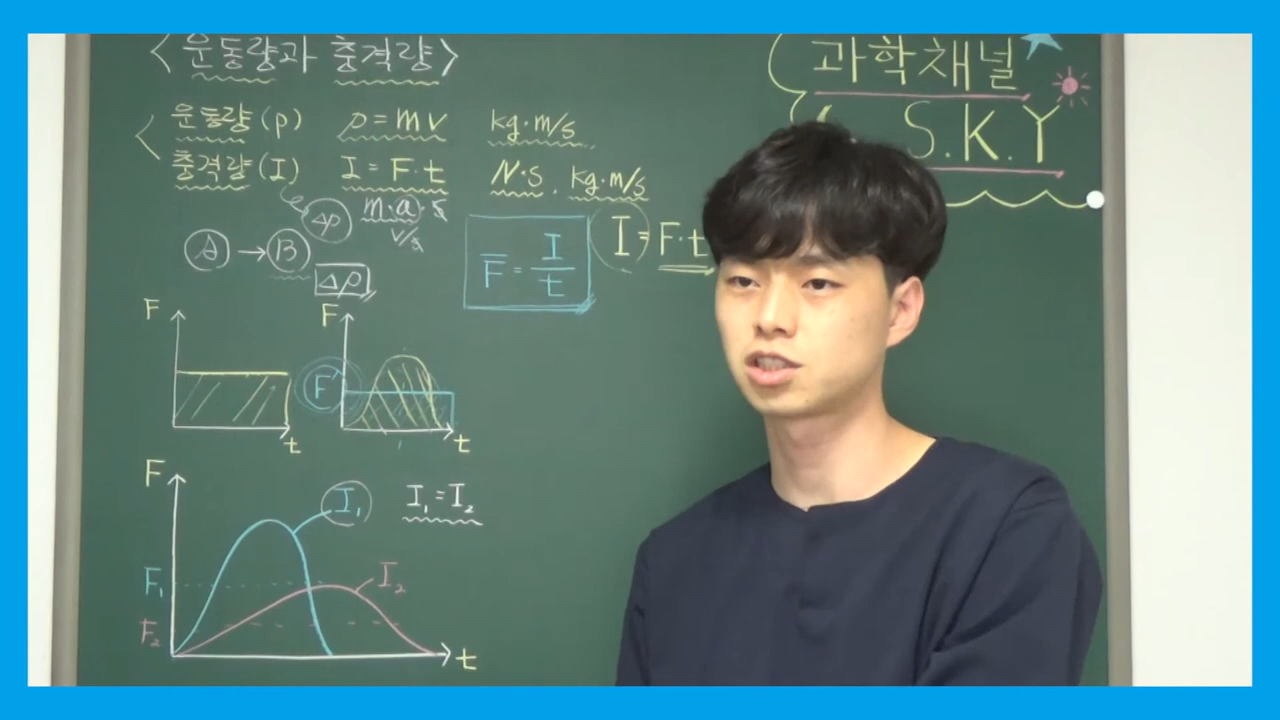 <운동량과 충격량>
과학채널
S.K.Y
운동량(p) p=mv kg·m/s
충격량(I) I=F·t N·s, kg·m/s
Δp m·a·t
v/t
A → B
Δp
F̅ = I/t
I=F·t
F
t
F
F
t
F
I₁ I₁=I₂
F₁
I₂
F₂
t